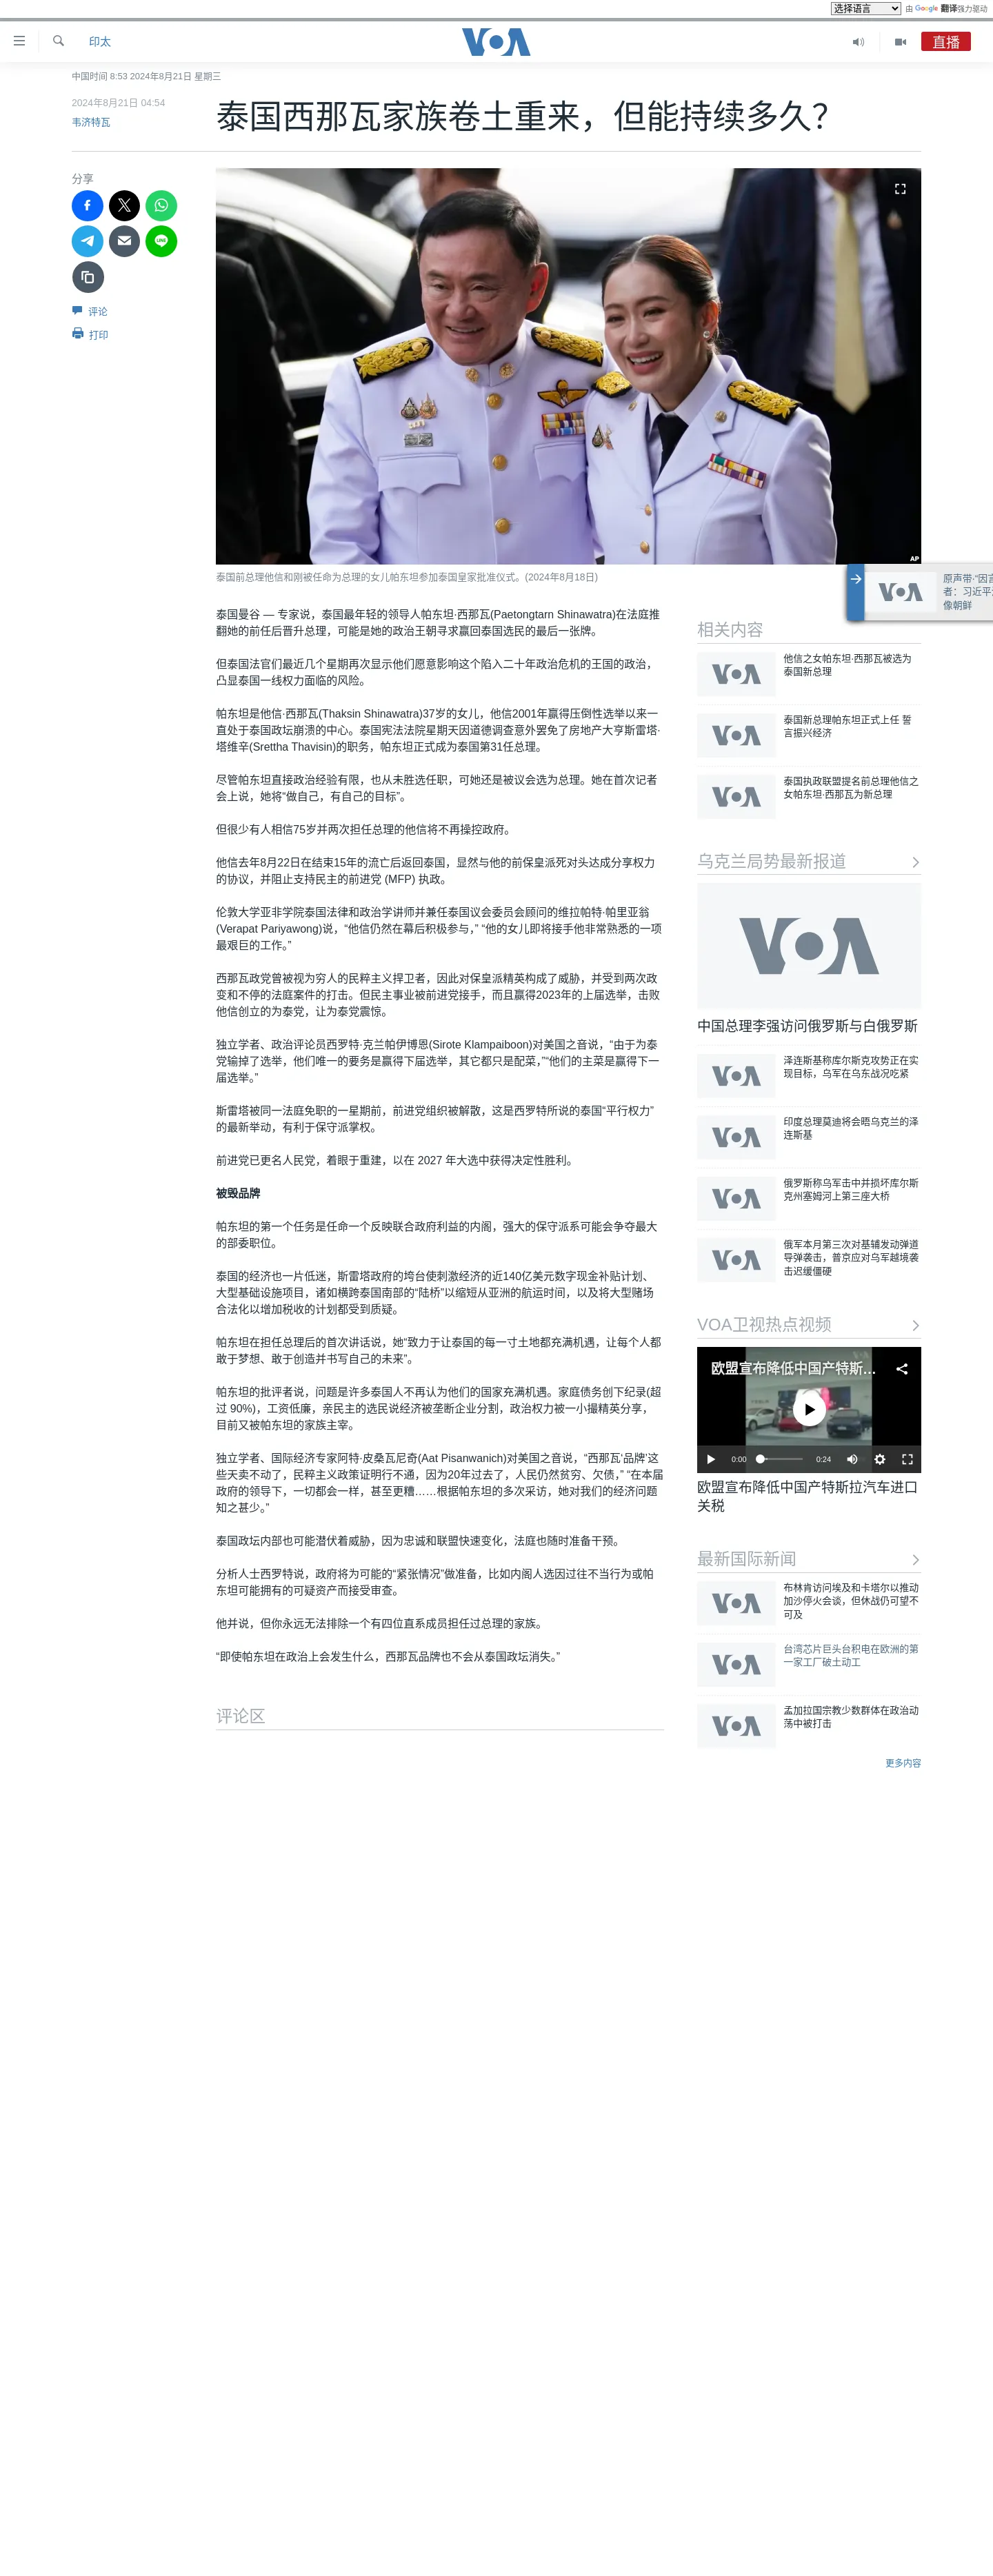 选择语言 由 Google 翻译强力驱动
印太
VOA
直播
中国时间 8:53 2024年8月21日 星期三
2024年8月21日 04:54
韦济特瓦
泰国西那瓦家族卷土重来，但能持续多久？
分享
LINE
评论
打印
AP
泰国前总理他信和刚被任命为总理的女儿帕东坦参加泰国皇家批准仪式。(2024年8月18日)
VOA
原声带·“因言
者：习近平
像朝鲜
泰国曼谷 — 专家说，泰国最年轻的领导人帕东坦·西那瓦(Paetongtarn Shinawatra)在法庭推
翻她的前任后晋升总理，可能是她的政治王朝寻求赢回泰国选民的最后一张牌。
但泰国法官们最近几个星期再次显示他们愿意影响这个陷入二十年政治危机的王国的政治，
凸显泰国一线权力面临的风险。
帕东坦是他信·西那瓦(Thaksin Shinawatra)37岁的女儿，他信2001年赢得压倒性选举以来一
直处于泰国政坛崩溃的中心。泰国宪法法院星期天因道德调查意外罢免了房地产大亨斯雷塔·
塔维辛(Srettha Thavisin)的职务，帕东坦正式成为泰国第31任总理。
尽管帕东坦直接政治经验有限，也从未胜选任职，可她还是被议会选为总理。她在首次记者
会上说，她将“做自己，有自己的目标”。
但很少有人相信75岁并两次担任总理的他信将不再操控政府。
他信去年8月22日在结束15年的流亡后返回泰国，显然与他的前保皇派死对头达成分享权力
的协议，并阻止支持民主的前进党 (MFP) 执政。
伦敦大学亚非学院泰国法律和政治学讲师并兼任泰国议会委员会顾问的维拉帕特·帕里亚翁
(Verapat Pariyawong)说，“他信仍然在幕后积极参与，” “他的女儿即将接手他非常熟悉的一项
最艰巨的工作。”
西那瓦政党曾被视为穷人的民粹主义捍卫者，因此对保皇派精英构成了威胁，并受到两次政
变和不停的法庭案件的打击。但民主事业被前进党接手，而且赢得2023年的上届选举，击败
他信创立的为泰党，让为泰党震惊。
独立学者、政治评论员西罗特·克兰帕伊博恩(Sirote Klampaiboon)对美国之音说，“由于为泰
党输掉了选举，他们唯一的要务是赢得下届选举，其它都只是配菜，”“他们的主菜是赢得下一
届选举。”
斯雷塔被同一法庭免职的一星期前，前进党组织被解散，这是西罗特所说的泰国“平行权力”
的最新举动，有利于保守派掌权。
前进党已更名人民党，着眼于重建，以在 2027 年大选中获得决定性胜利。
被毁品牌
帕东坦的第一个任务是任命一个反映联合政府利益的内阁，强大的保守派系可能会争夺最大
的部委职位。
泰国的经济也一片低迷，斯雷塔政府的垮台使刺激经济的近140亿美元数字现金补贴计划、
大型基础设施项目，诸如横跨泰国南部的“陆桥”以缩短从亚洲的航运时间，以及将大型赌场
合法化以增加税收的计划都受到质疑。
帕东坦在担任总理后的首次讲话说，她“致力于让泰国的每一寸土地都充满机遇，让每个人都
敢于梦想、敢于创造并书写自己的未来”。
帕东坦的批评者说，问题是许多泰国人不再认为他们的国家充满机遇。家庭债务创下纪录(超
过 90%)，工资低廉，亲民主的选民说经济被垄断企业分割，政治权力被一小撮精英分享，
目前又被帕东坦的家族主宰。
独立学者、国际经济专家阿特·皮桑瓦尼奇(Aat Pisanwanich)对美国之音说，“西那瓦‘品牌’这
些天卖不动了，民粹主义政策证明行不通，因为20年过去了，人民仍然贫穷、欠债，” “在本届
政府的领导下，一切都会一样，甚至更糟……根据帕东坦的多次采访，她对我们的经济问题
知之甚少。”
泰国政坛内部也可能潜伏着威胁，因为忠诚和联盟快速变化，法庭也随时准备干预。
分析人士西罗特说，政府将为可能的“紧张情况”做准备，比如内阁人选因过往不当行为或帕
东坦可能拥有的可疑资产而接受审查。
他并说，但你永远无法排除一个有四位直系成员担任过总理的家族。
“即使帕东坦在政治上会发生什么，西那瓦品牌也不会从泰国政坛消失。”
评论区
相关内容
VOA
他信之女帕东坦·西那瓦被选为
泰国新总理
VOA
泰国新总理帕东坦正式上任 誓
言振兴经济
VOA
泰国执政联盟提名前总理他信之
女帕东坦·西那瓦为新总理
乌克兰局势最新报道
VOA
中国总理李强访问俄罗斯与白俄罗斯
VOA
泽连斯基称库尔斯克攻势正在实
现目标，乌军在乌东战况吃紧
VOA
印度总理莫迪将会晤乌克兰的泽
连斯基
VOA
俄罗斯称乌军击中并损坏库尔斯
克州塞姆河上第三座大桥
VOA
俄军本月第三次对基辅发动弹道
导弹袭击，普京应对乌军越境袭
击迟缓僵硬
VOA卫视热点视频
欧盟宣布降低中国产特斯...
0:00
0:24
欧盟宣布降低中国产特斯拉汽车进口
关税
最新国际新闻
VOA
布林肯访问埃及和卡塔尔以推动
加沙停火会谈，但休战仍可望不
可及
VOA
台湾芯片巨头台积电在欧洲的第
一家工厂破土动工
VOA
孟加拉国宗教少数群体在政治动
荡中被打击
更多内容